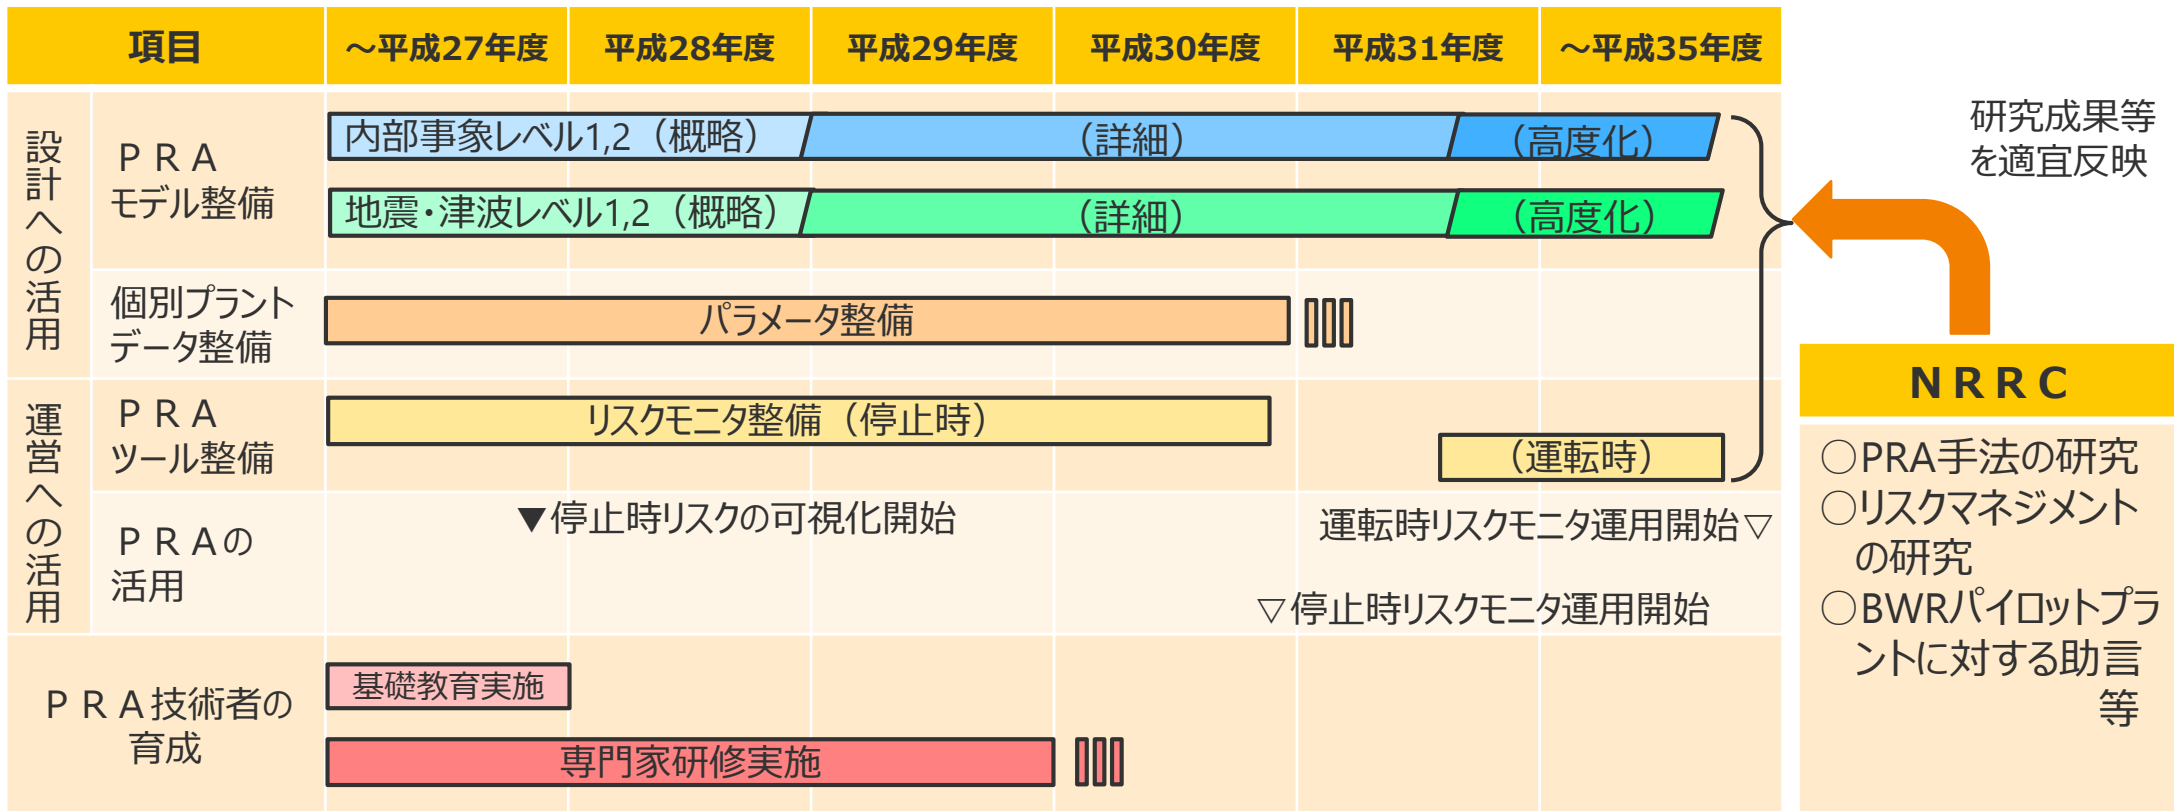 項目
～平成27年度
平成28年度
平成29年度
平成30年度
平成31年度
～平成35年度
設計への活用
ＰＲＡ
モデル整備
内部事象レベル1,2（概略）
（詳細）
（高度化）
地震・津波レベル1,2（概略）
（詳細）
（高度化）
個別プラント
データ整備
パラメータ整備
運営への活用
ＰＲＡ
ツール整備
リスクモニタ整備（停止時）
（運転時）
ＰＲＡの
活用
▼停止時リスクの可視化開始
運転時リスクモニタ運用開始▽
▽停止時リスクモニタ運用開始
ＰＲＡ技術者の
育成
基礎教育実施
専門家研修実施
研究成果等
を適宜反映
ＮＲＲＣ
○PRA手法の研究
○リスクマネジメント
の研究
○BWRパイロットプラ
ントに対する助言
等